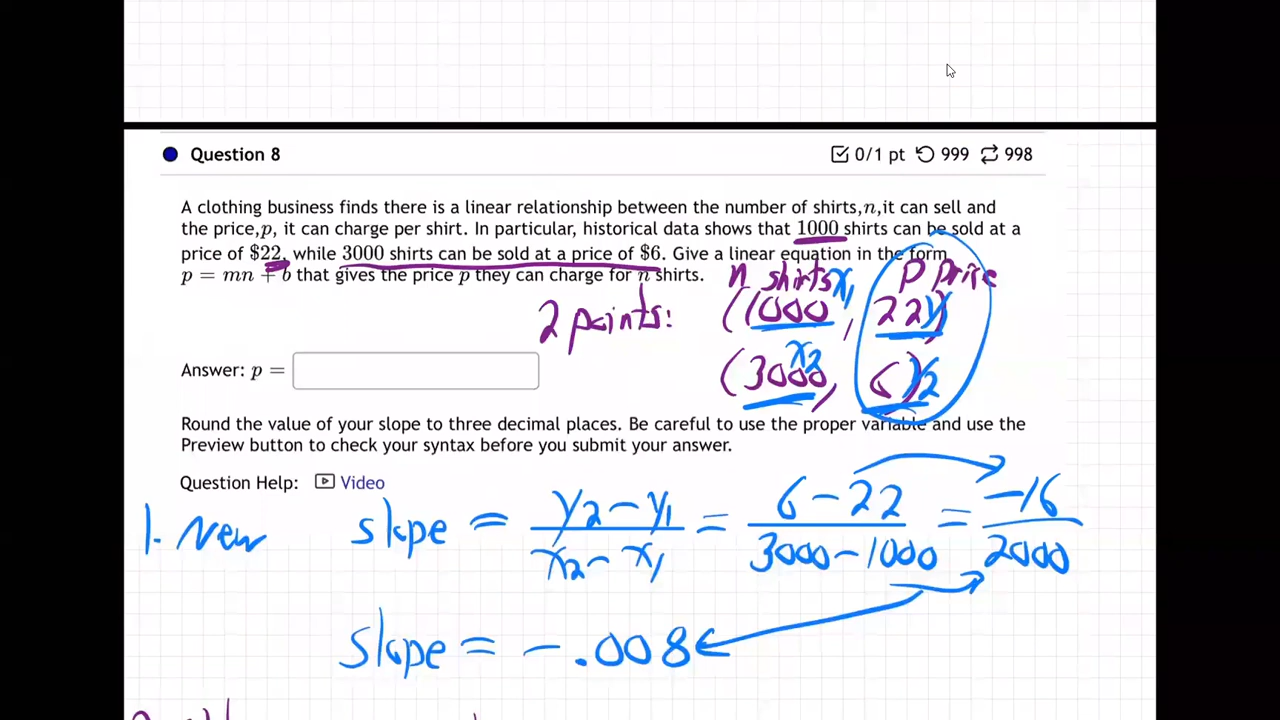 Question 8
0/1 pt 999 998
A clothing business finds there is a linear relationship between the number of shirts,n,it can sell and
the price,p, it can charge per shirt. In particular, historical data shows that 1000 shirts can be sold at a
price of $22, while 3000 shirts can be sold at a price of $6. Give a linear equation in the form
p = mn + b that gives the price p they can charge for n shirts.
n shirts p price
2 points: (1000, 22) x1 y1
(3000, 6) x2 y2
Answer: p =
Round the value of your slope to three decimal places. Be careful to use the proper variable and use the
Preview button to check your syntax before you submit your answer.
Question Help: Video
1. New slope = y2 - y1 / x2 - x1 = 6 - 22 / 3000 - 1000 = -16 / 2000
slope = -.008